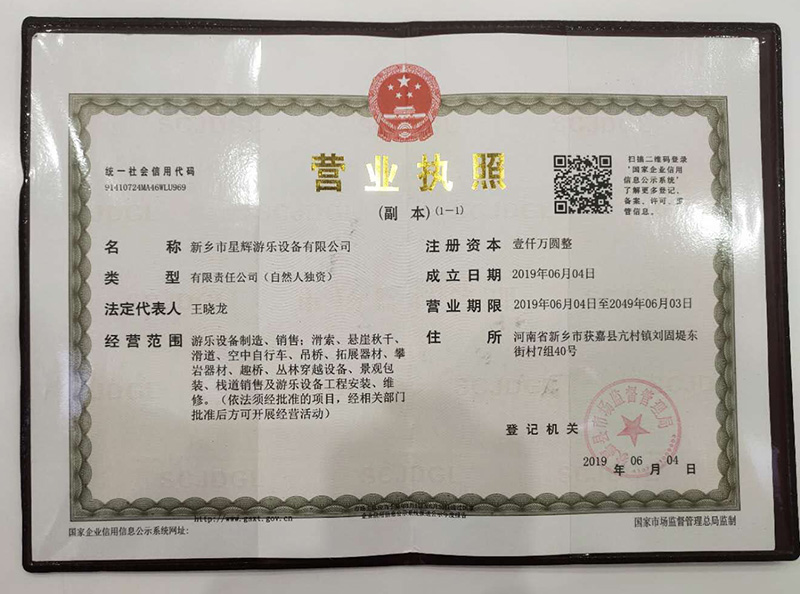 统一社会信用代码
91410724MA46WLU969
营业执照
(副 本)(1-1)
扫描二维码登录
"国家企业信用
信息公示系统"
了解更多登记、
备案、许可、监
管信息。
名 称 新乡市星辉游乐设备有限公司
类 型 有限责任公司（自然人独资）
法定代表人 王晓龙
经营范围 游乐设备制造、销售；滑索、悬崖秋千、
滑道、空中自行车、吊桥、拓展器材、攀
岩器材、趣桥、丛林穿越设备、景观包
装、栈道销售及游乐设备工程安装、维
修。（依法须经批准的项目，经相关部门
批准后方可开展经营活动）
注册资本 壹仟万圆整
成立日期 2019年06月04日
营业期限 2019年06月04日至2049年06月03日
住 所 河南省新乡市获嘉县亢村镇刘固堤东
街村7组40号
登记机关
获嘉县市场监督管理局
2019 年 06 月 04 日
http://www.gsxt.gov.cn
国家企业信用信息公示系统网址:
国家市场监督管理总局监制